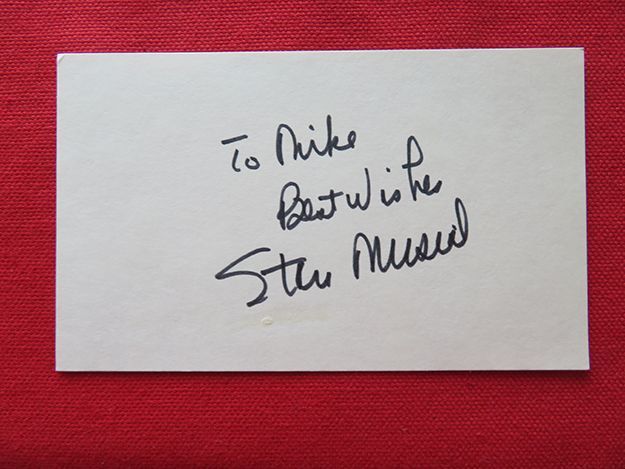 To Mike
Best Wishes
Stan Musial